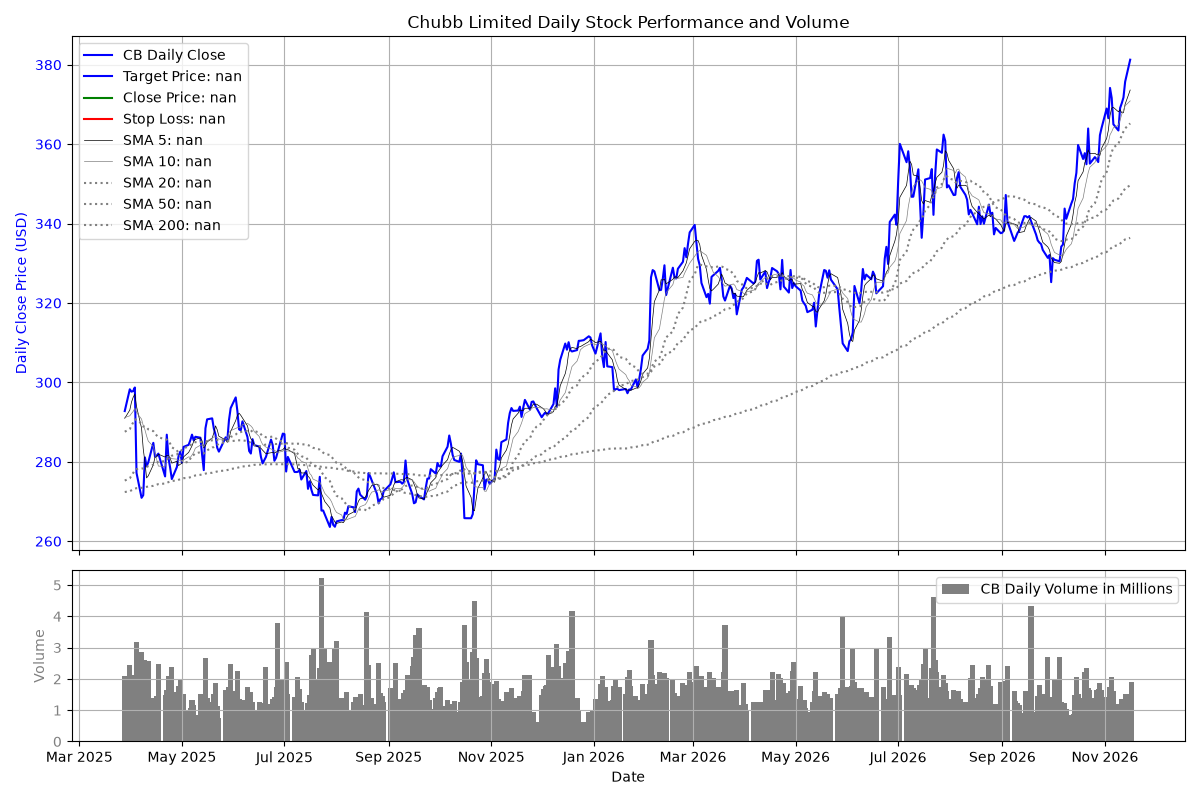 Chubb Limited Daily Stock Performance and Volume
CB Daily Close
Target Price: nan
Close Price: nan
Stop Loss: nan
SMA 5: nan
SMA 10: nan
SMA 20: nan
SMA 50: nan
SMA 200: nan
Daily Close Price (USD)
380
360
340
320
300
280
260
CB Daily Volume in Millions
Volume
5
4
3
2
1
0
Mar 2025 May 2025 Jul 2025 Sep 2025 Nov 2025 Jan 2026 Mar 2026 May 2026 Jul 2026 Sep 2026 Nov 2026
Date